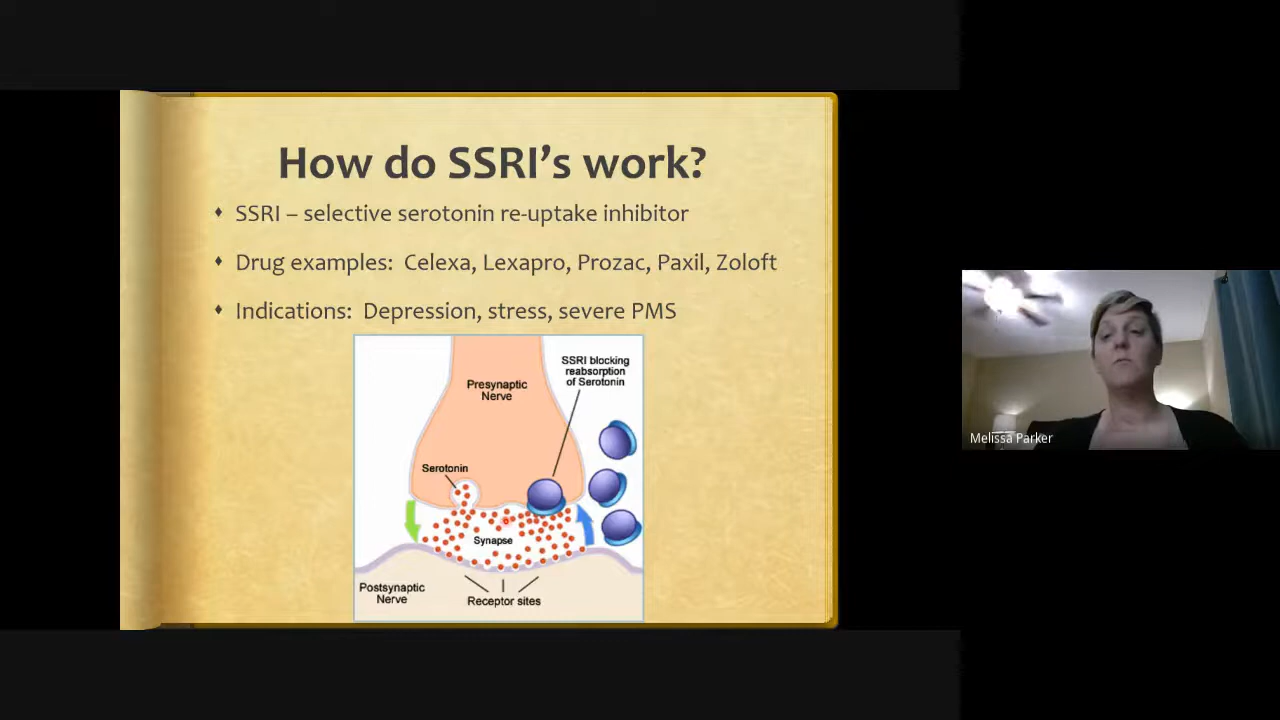 How do SSRI’s work?
SSRI – selective serotonin re-uptake inhibitor
Drug examples:  Celexa, Lexapro, Prozac, Paxil, Zoloft
Indications:  Depression, stress, severe PMS
SSRI blocking
reabsorption
of Serotonin
Presynaptic
Nerve
Serotonin
Synapse
Postsynaptic
Nerve
Receptor sites
Melissa Parker